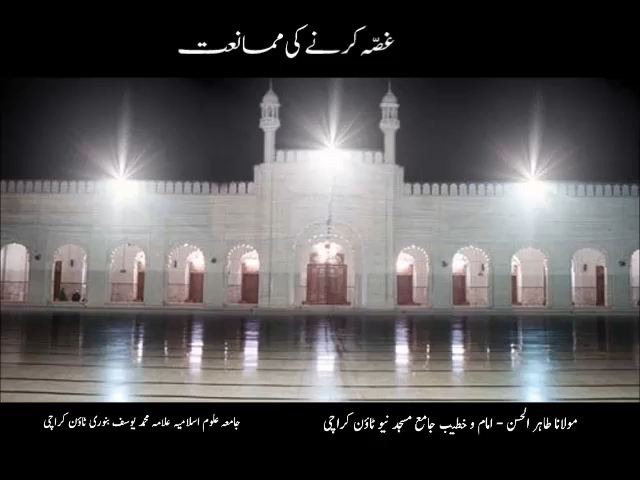 غصّہ کرنے کی ممانعت
مولانا طاہر الحسن - امام و خطیب جامع مسجد نیو ٹاؤن کراچی
جامعہ علوم اسلامیہ علامہ محمد یوسف بنوری ٹاؤن کراچی